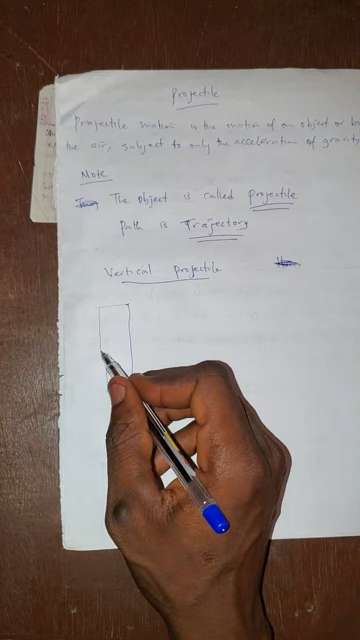 Projectile
Projectile motion is the motion of an object or
the air, subject to only the acceleration of gravity
Note
The object is called projectile
path is Trajectory
Vertical projectile